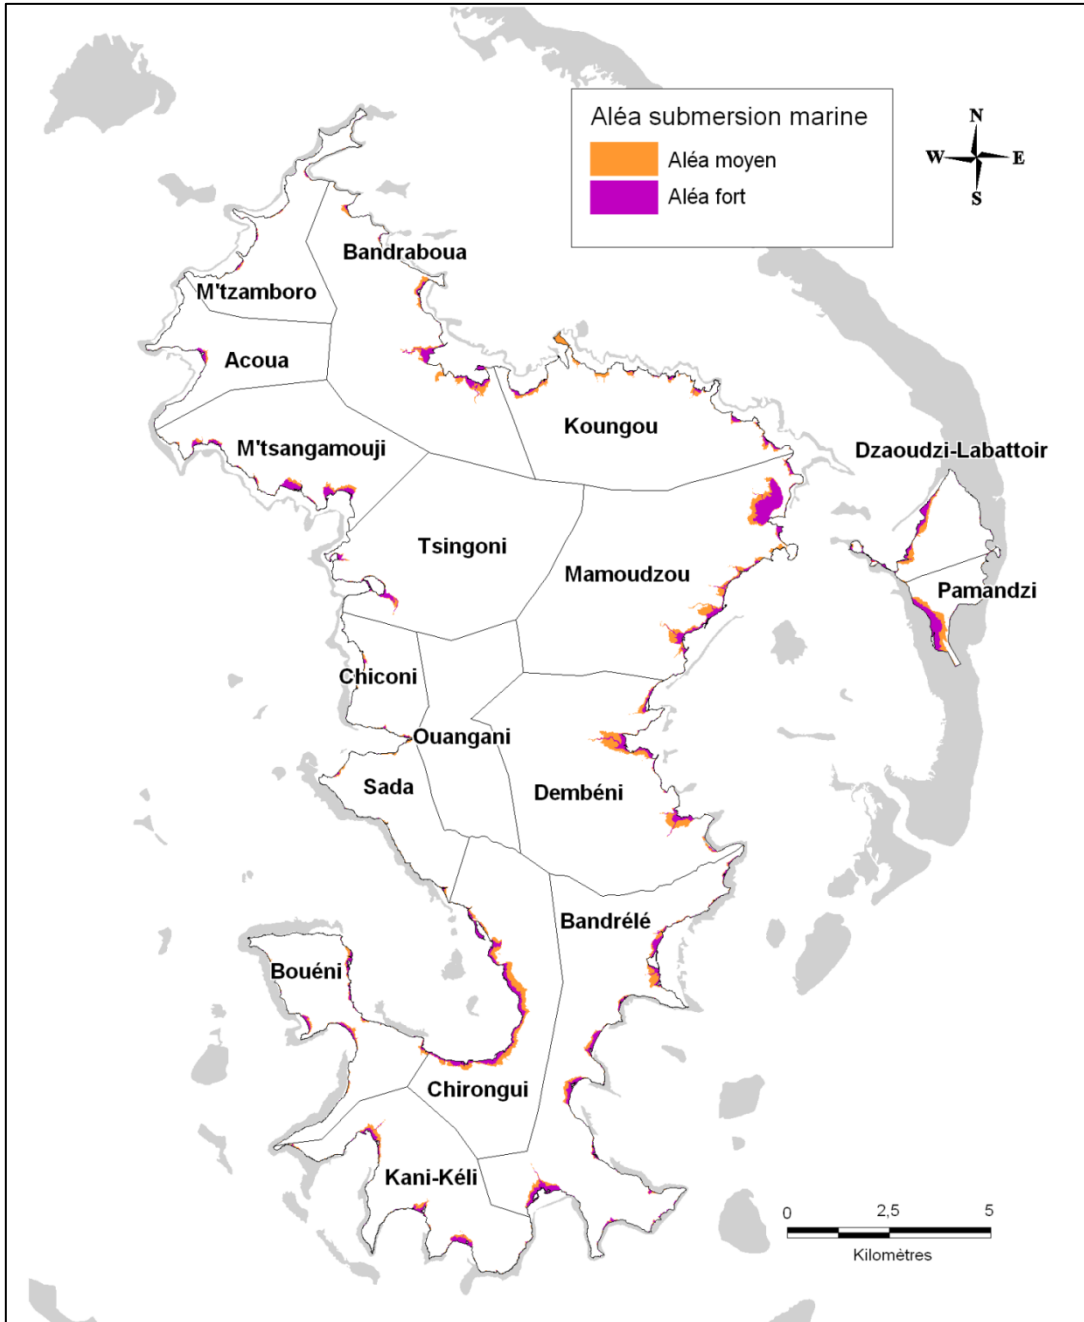 Aléa submersion marine
Aléa moyen
Aléa fort
N
W
E
S
Bandraboua
M'tzamboro
Acoua
Koungou
M'tsangamouji
Dzaoudzi-Labattoir
Tsingoni
Mamoudzou
Pamandzi
Chiconi
Ouangani
Sada
Dembéni
Bandrélé
Bouéni
Chirongui
Kani-Kéli
0
2,5
5
Kilométres